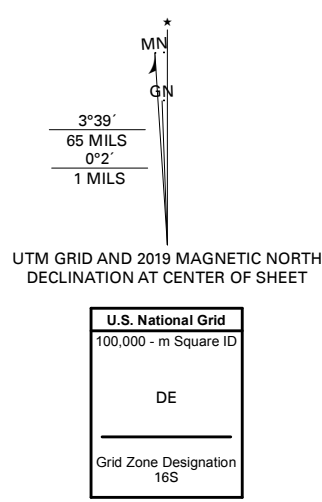 MN
GN
3°39´
65 MILS
0°2´
1 MILS
UTM GRID AND 2019 MAGNETIC NORTH
DECLINATION AT CENTER OF SHEET
U.S. National Grid
100,000 - m Square ID
DE
Grid Zone Designation
16S